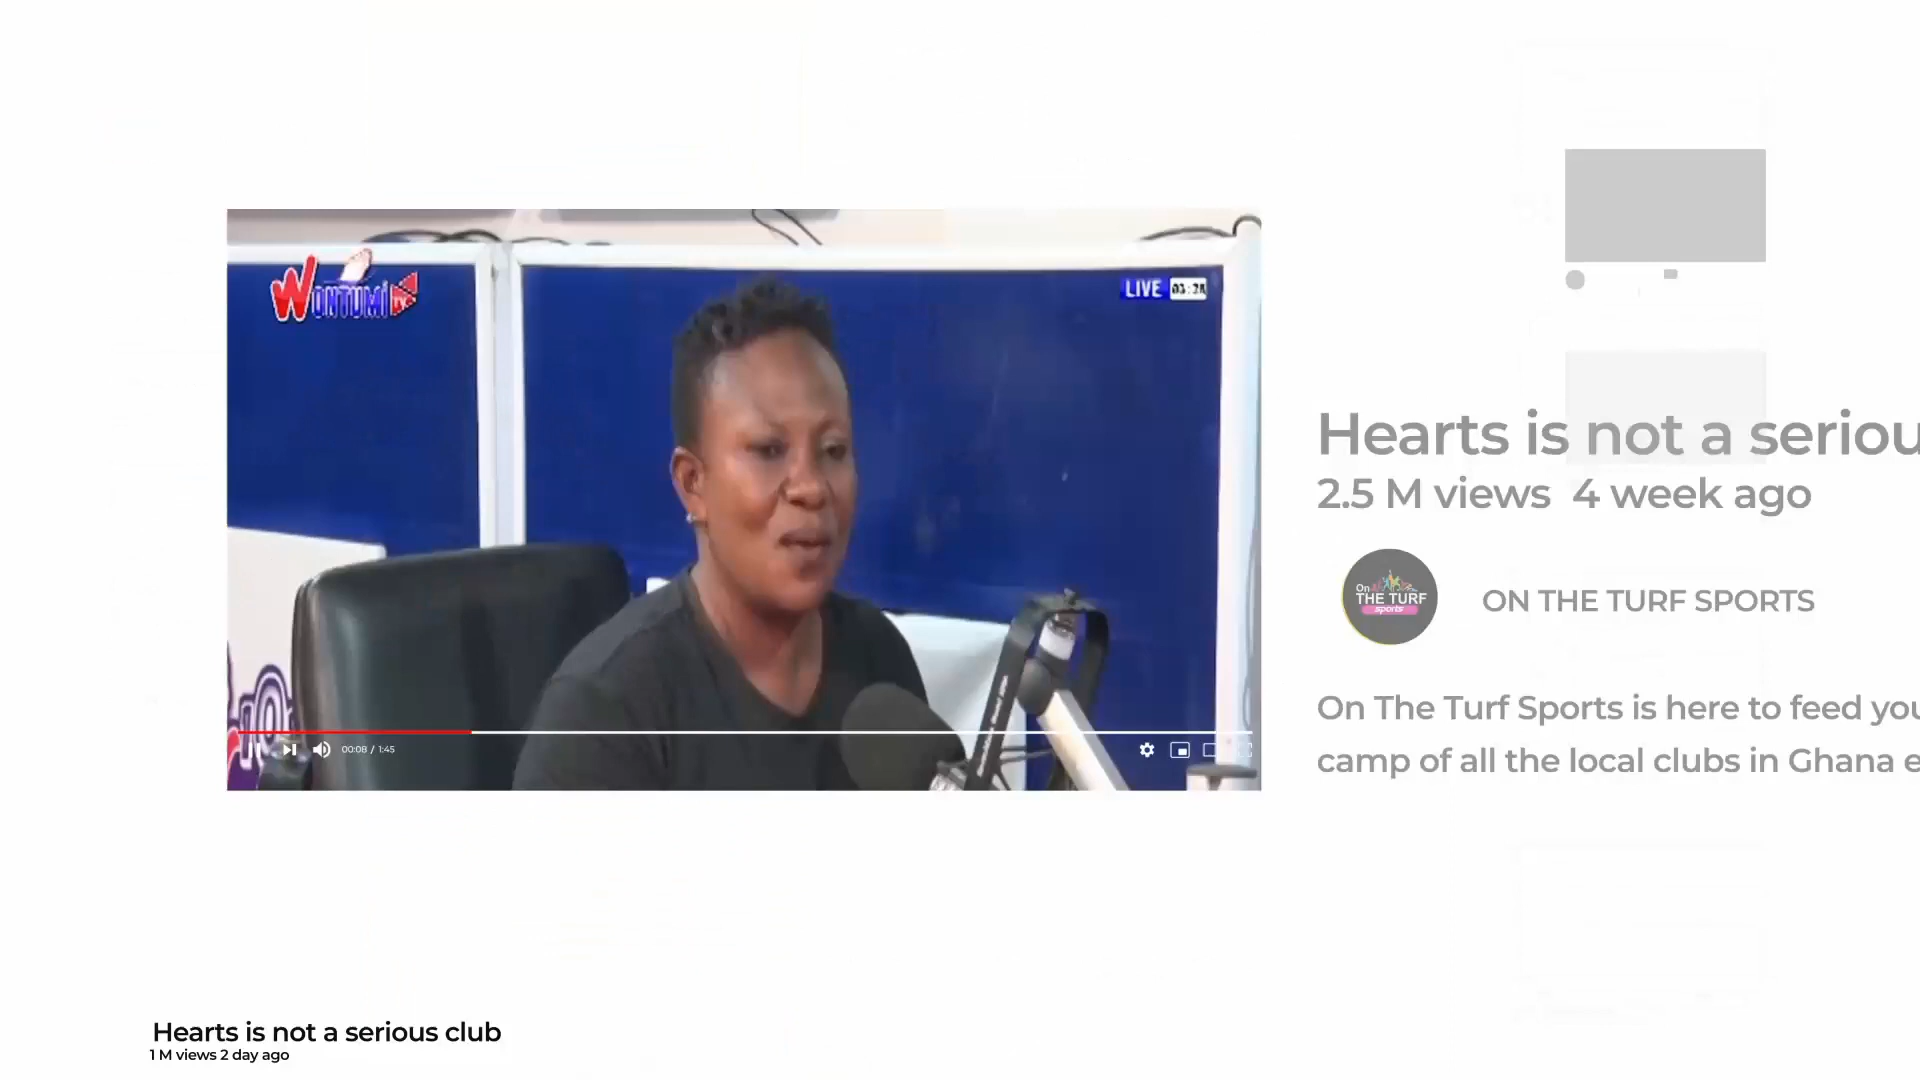 WONTUMi TV
LIVE 03:28
00:08 / 1:45
Hearts is not a seriou
2.5 M views 4 week ago
On
THE TURF
sports
ON THE TURF SPORTS
On The Turf Sports is here to feed you
camp of all the local clubs in Ghana e
Hearts is not a serious club
1 M views 2 day ago